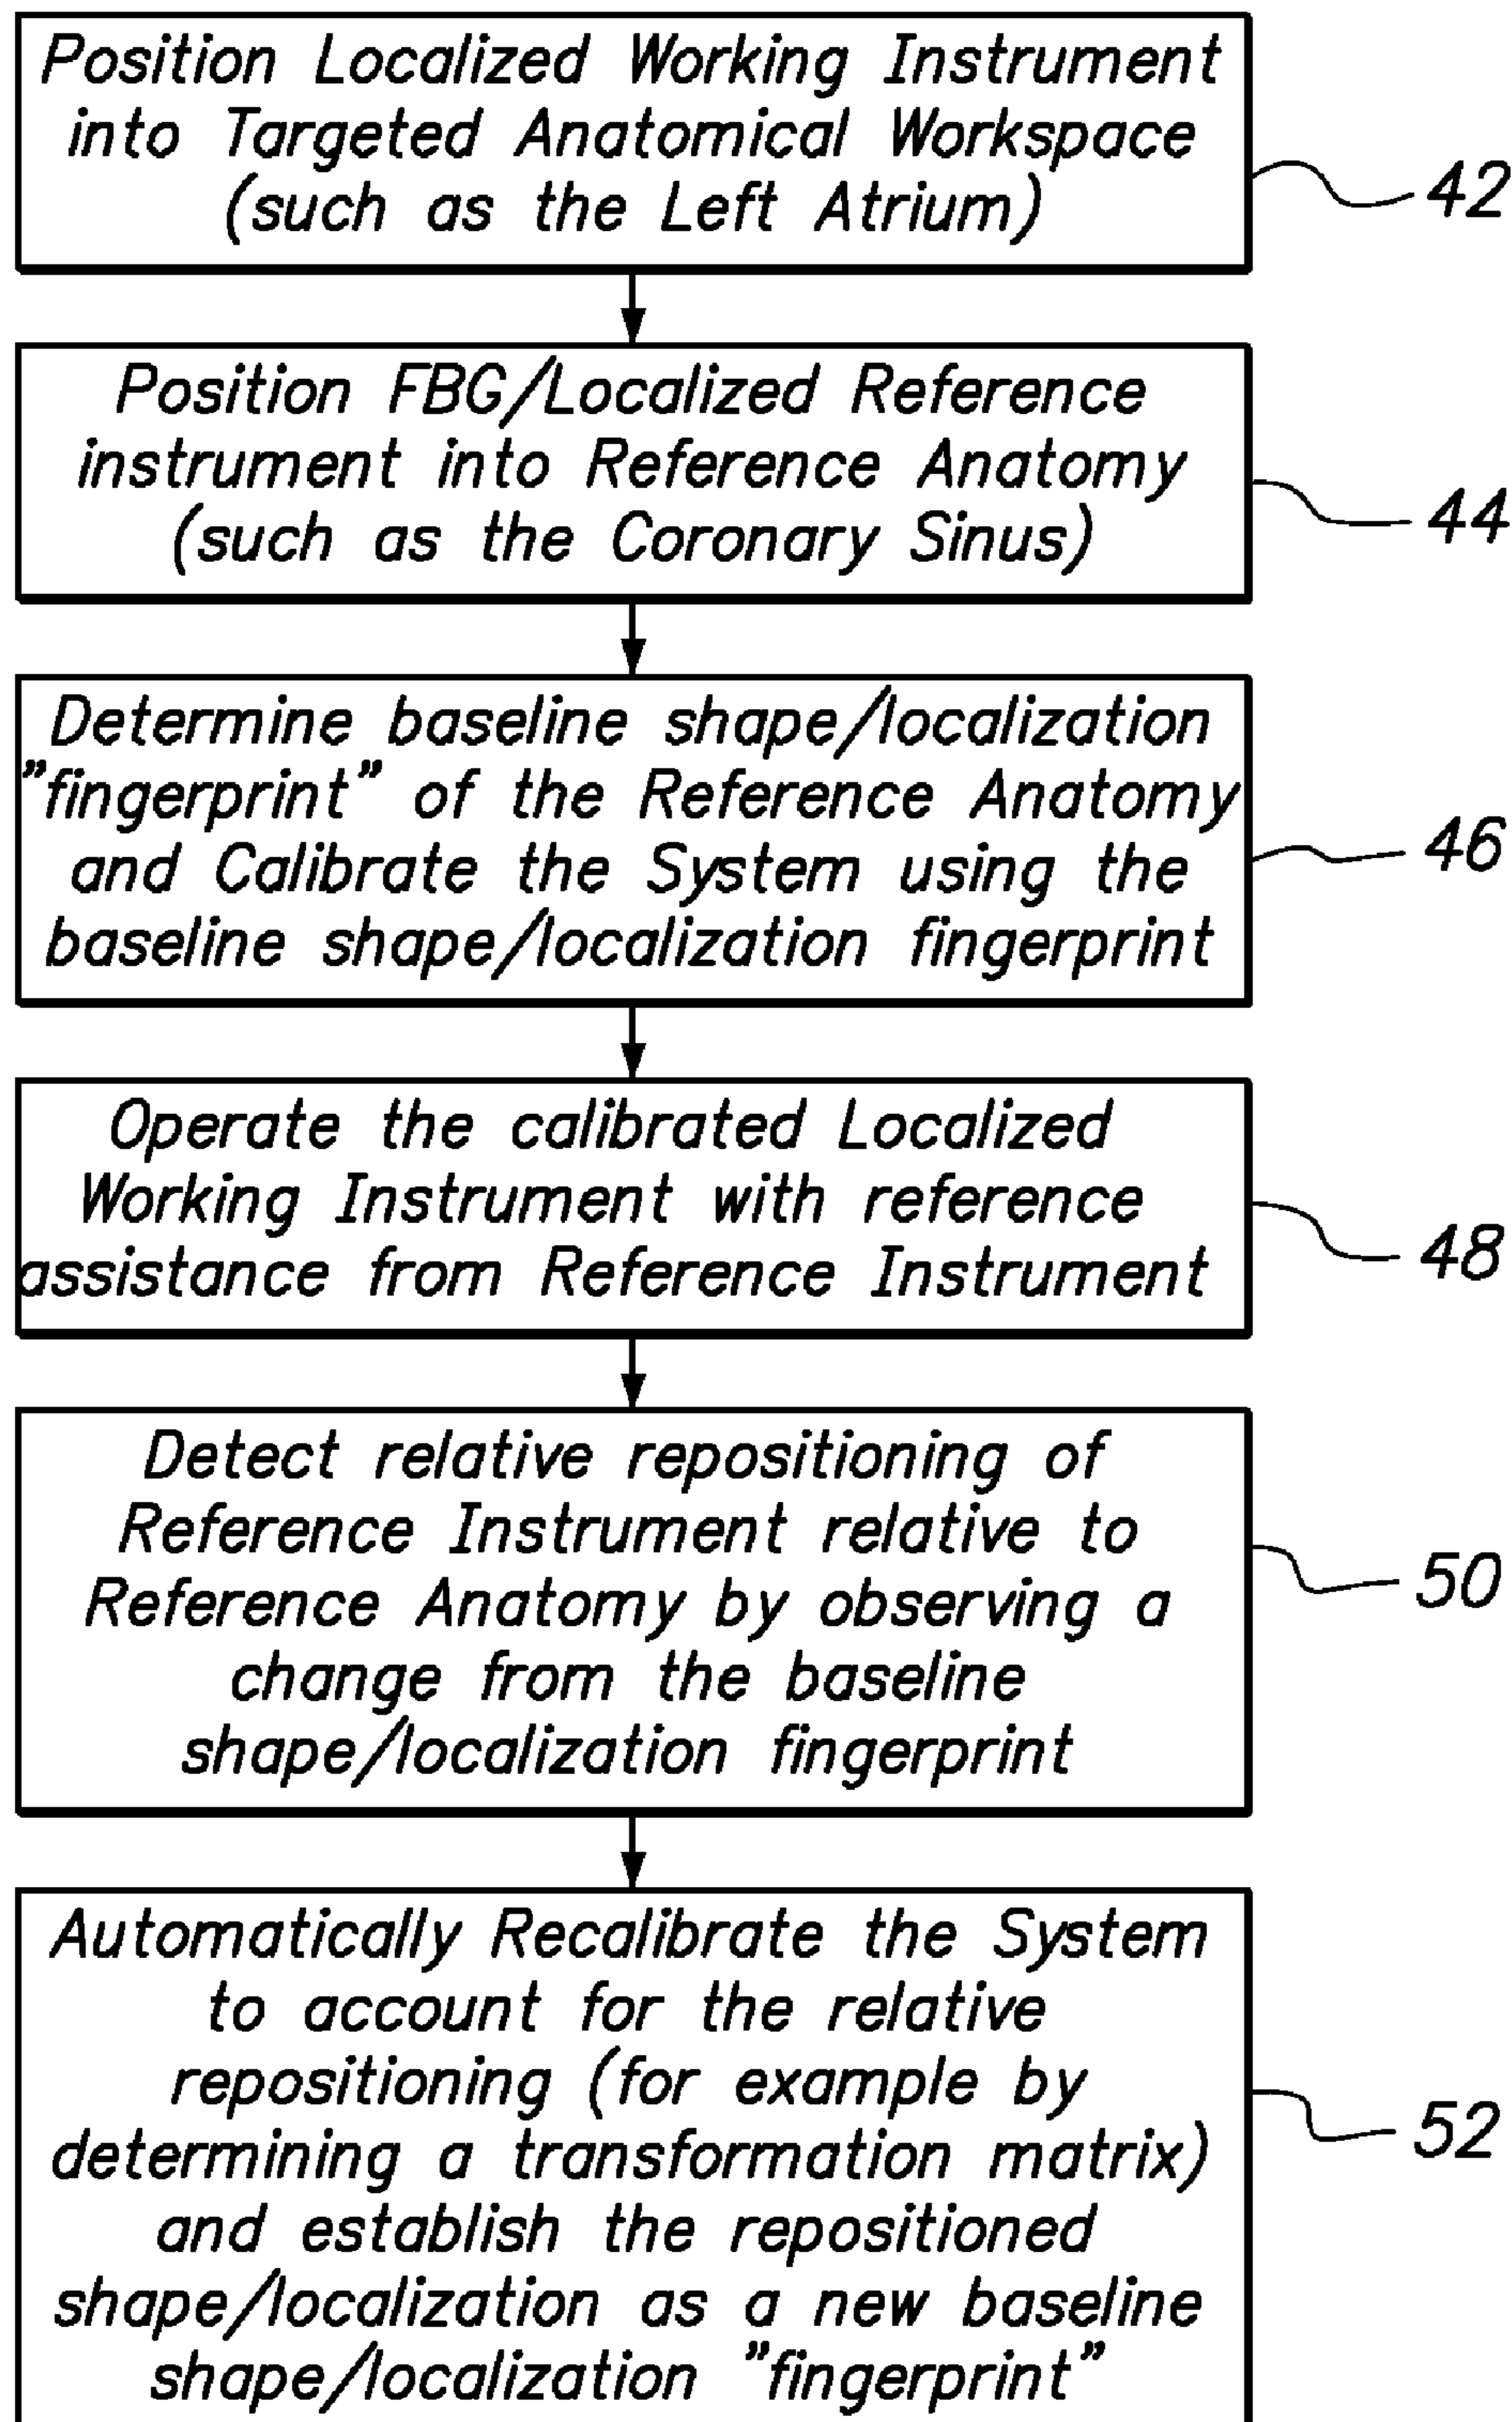 Position Localized Working Instrument
into Targeted Anatomical Workspace
(such as the Left Atrium)
42
Position FBG/Localized Reference
instrument into Reference Anatomy
(such as the Coronary Sinus)
44
Determine baseline shape/localization
"fingerprint" of the Reference Anatomy
and Calibrate the System using the
baseline shape/localization fingerprint
46
Operate the calibrated Localized
Working Instrument with reference
assistance from Reference Instrument
48
Detect relative repositioning of
Reference Instrument relative to
Reference Anatomy by observing a
change from the baseline
shape/localization fingerprint
50
Automatically Recalibrate the System
to account for the relative
repositioning (for example by
determining a transformation matrix)
and establish the repositioned
shape/localization as a new baseline
shape/localization "fingerprint"
52